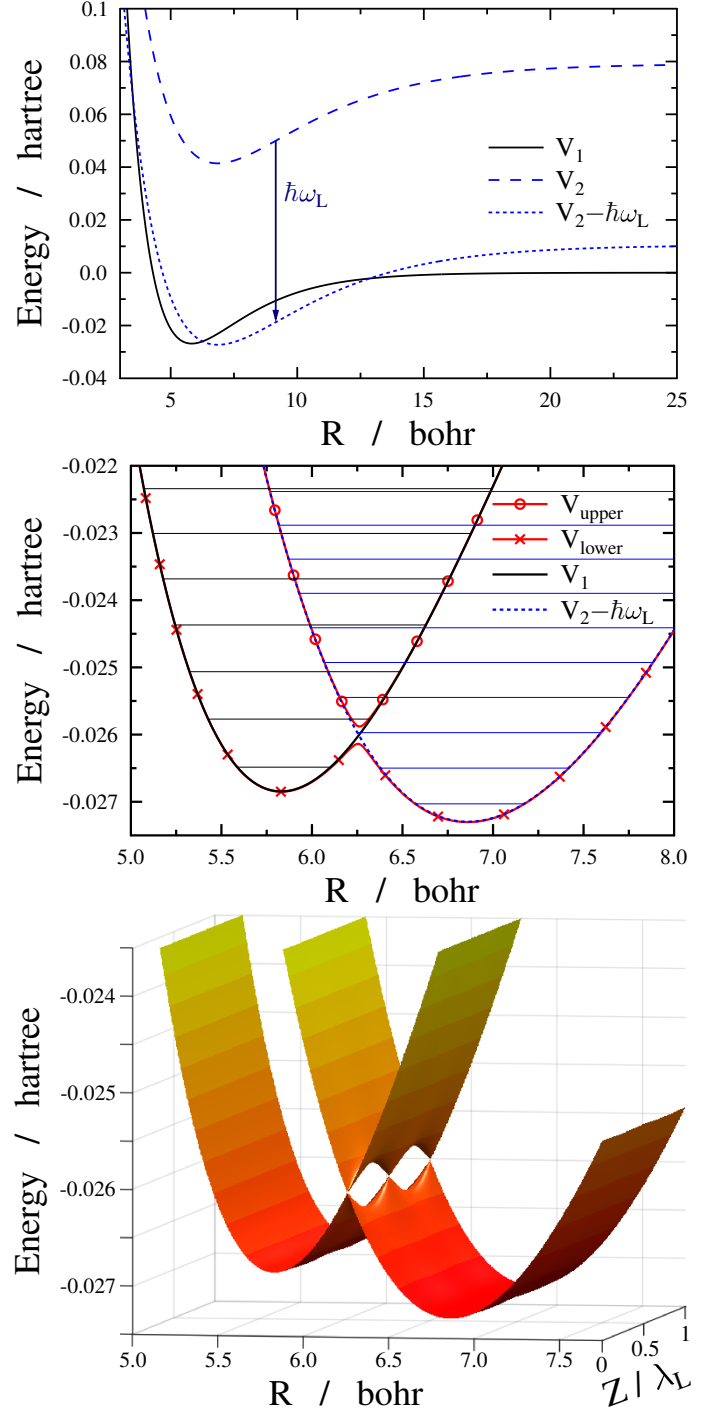 Energy / hartree
0.1
0.08
0.06
0.04
0.02
0.0
-0.02
-0.04
V1
V2
V2−ħωL
ħωL
5 10 15 20 25
R / bohr
Energy / hartree
-0.022
-0.023
-0.024
-0.025
-0.026
-0.027
Vupper
Vlower
V1
V2−ħωL
5.0 5.5 6.0 6.5 7.0 7.5 8.0
R / bohr
Energy / hartree
-0.024
-0.025
-0.026
-0.027
5.0 5.5 6.0 6.5 7.0 7.5
0 0.5 1
R / bohr
Z / λL